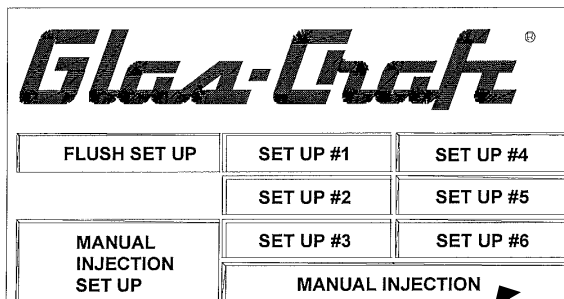 Glas-Craft ®
FLUSH SET UP SET UP #1 SET UP #4
SET UP #2 SET UP #5
MANUAL SET UP #3 SET UP #6
INJECTION
SET UP MANUAL INJECTION